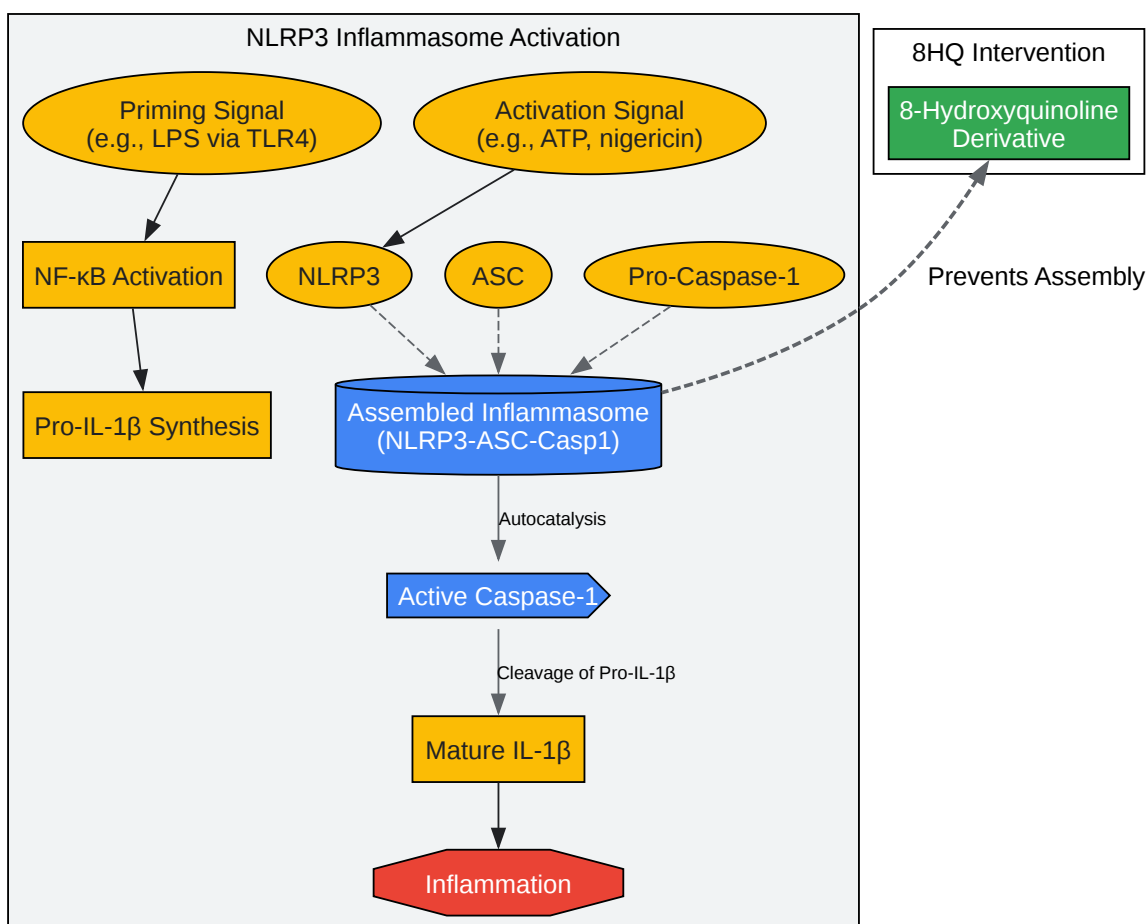 NLRP3 Inflammasome Activation
8HQ Intervention
Priming Signal
(e.g., LPS via TLR4)
Activation Signal
(e.g., ATP, nigericin)
8-Hydroxyquinoline
Derivative
NF-κB Activation
NLRP3
ASC
Pro-Caspase-1
Prevents Assembly
Pro-IL-1β Synthesis
Assembled Inflammasome
(NLRP3-ASC-Casp1)
Autocatalysis
Active Caspase-1
Cleavage of Pro-IL-1β
Mature IL-1β
Inflammation